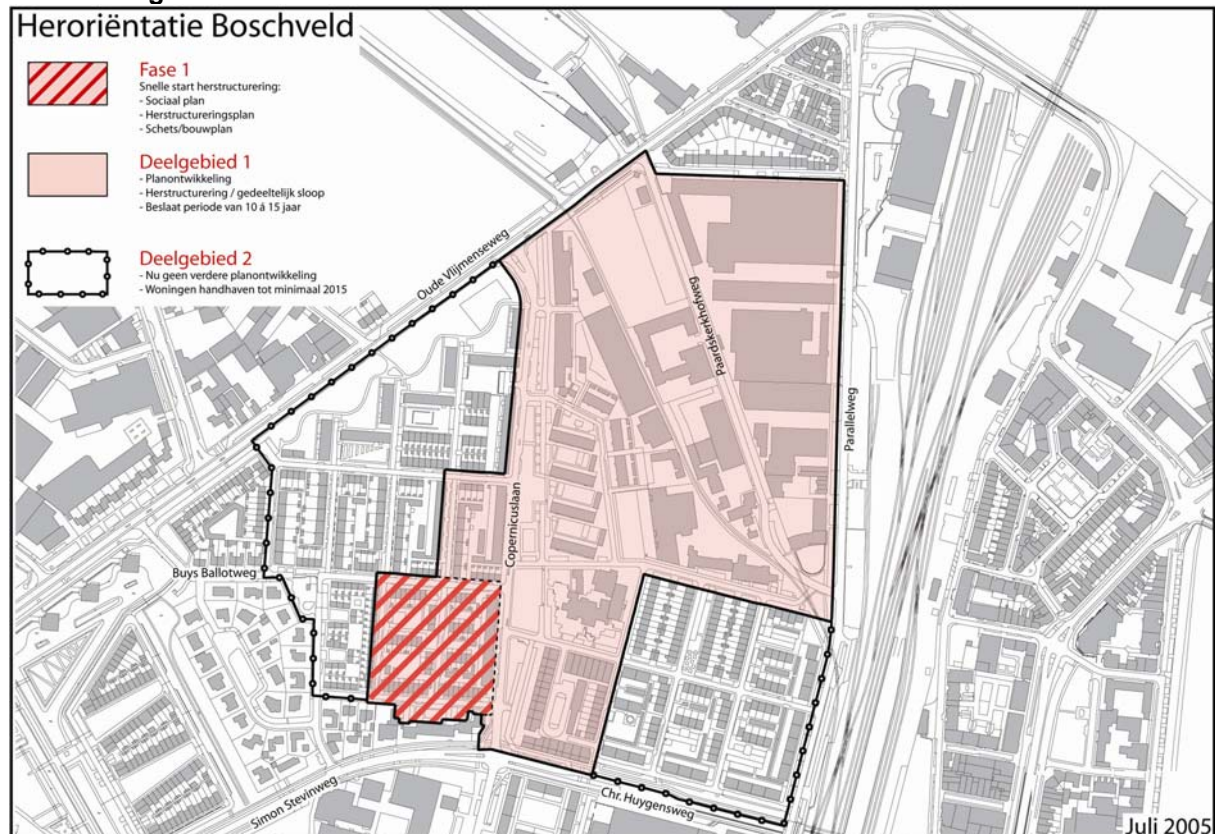 Heroriëntatie Boschveld
Fase 1
Snelle start herstructurering:
- Sociaal plan
- Herstructureringsplan
- Schets/bouwplan
Deelgebied 1
- Planontwikkeling
- Herstructurering / gedeeltelijk sloop
- Beslaat periode van 10 á 15 jaar
Deelgebied 2
- Nu geen verdere planontwikkeling
- Woningen handhaven tot minimaal 2015
Oude Vlijmenseweg
Paardskerkhofweg
Parallelweg
Copernicuslaan
Buys Ballotweg
Simon Stevinweg
Chr. Huygensweg
Juli 2005